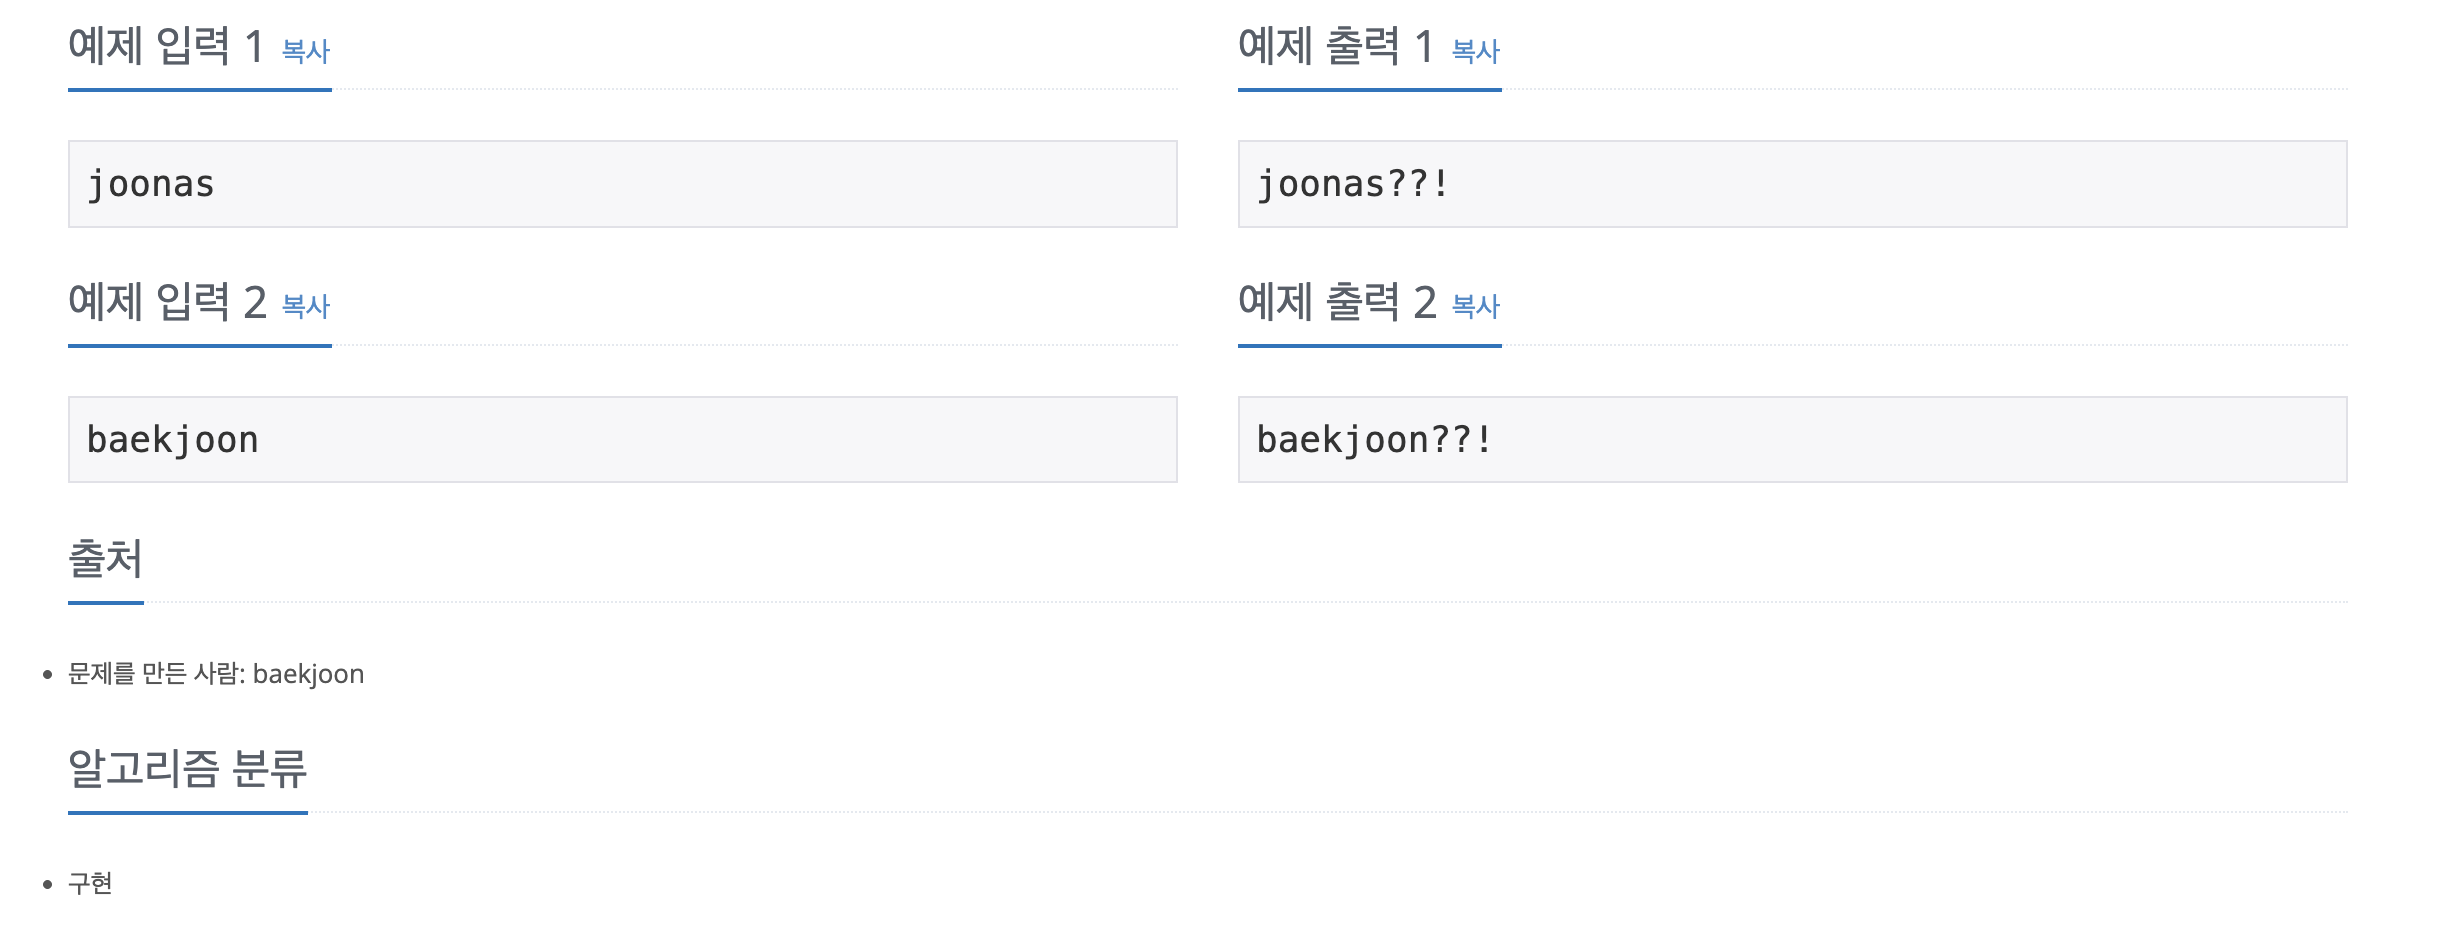 예제 입력 1 복사
예제 출력 1 복사
joonas
joonas??!
예제 입력 2 복사
예제 출력 2 복사
baekjoon
baekjoon??!
출처
문제를 만든 사람: baekjoon
알고리즘 분류
구현